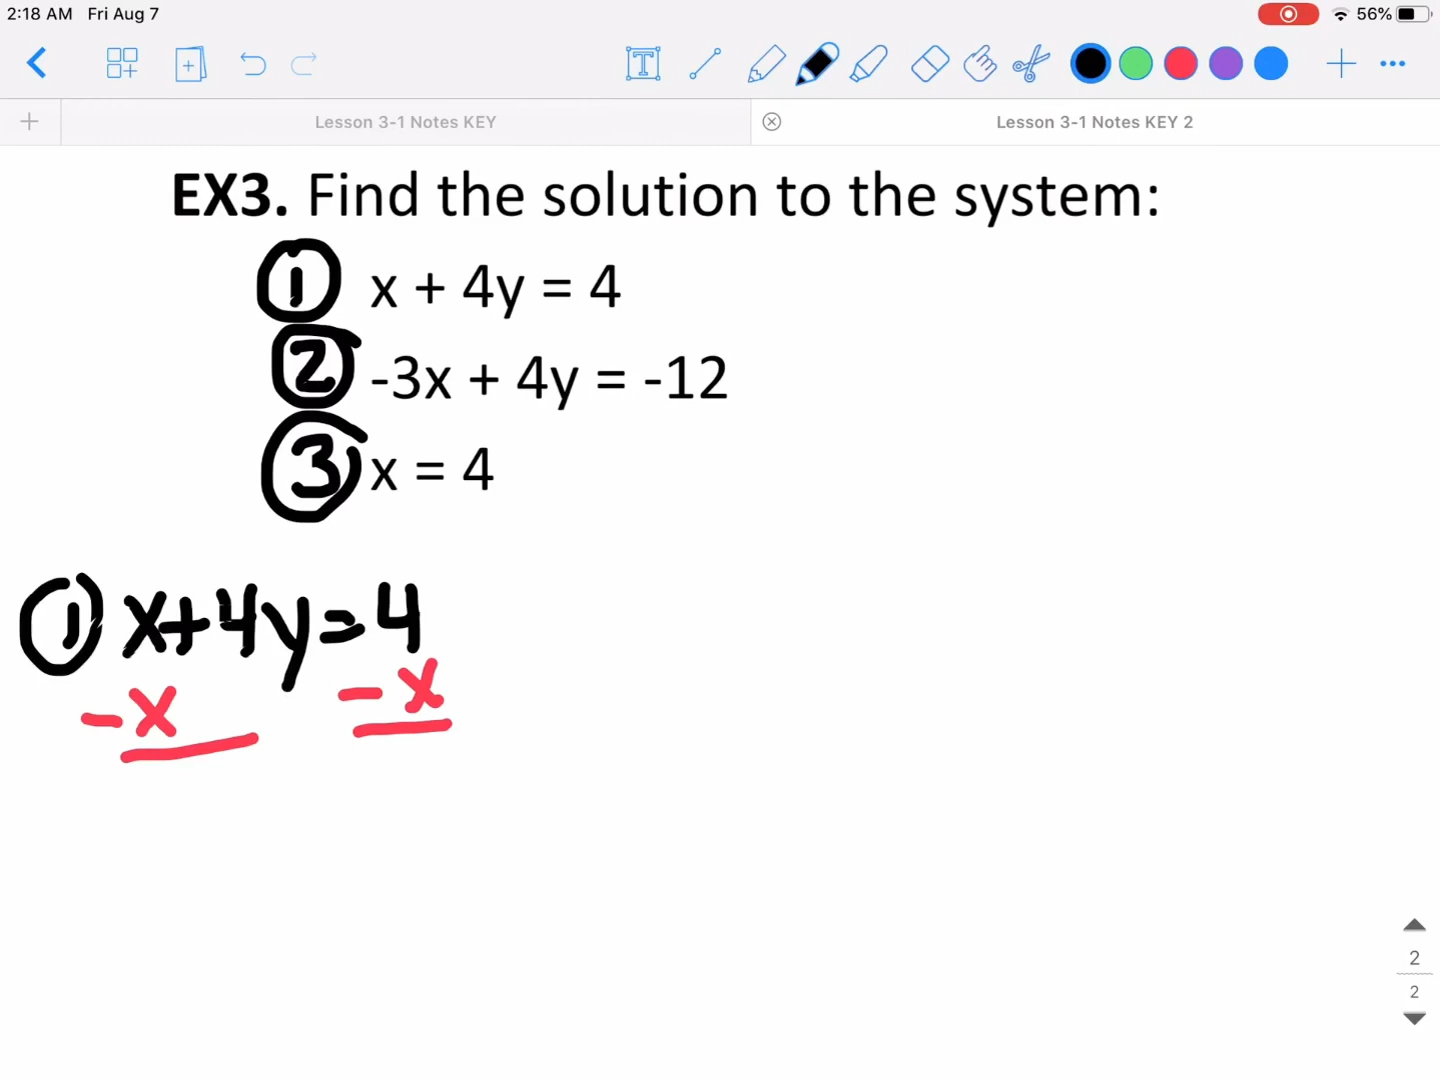 2:18 AM Fri Aug 7 56%
T
Lesson 3-1 Notes KEY
Lesson 3-1 Notes KEY 2
EX3. Find the solution to the system:
1 x + 4y = 4
2 -3x + 4y = -12
3 x = 4
1 x+4y=4
-x -x
2
2